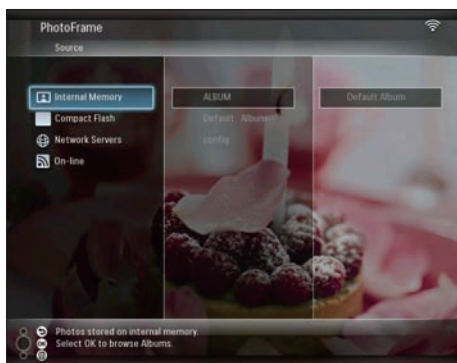 PhotoFrame
Source
Internal Memory
Compact Flash
Network Servers
On-line
ALBUM
Default Album
config
Default Album
Photos stored on internal memory.
OK Select OK to browse Albums.